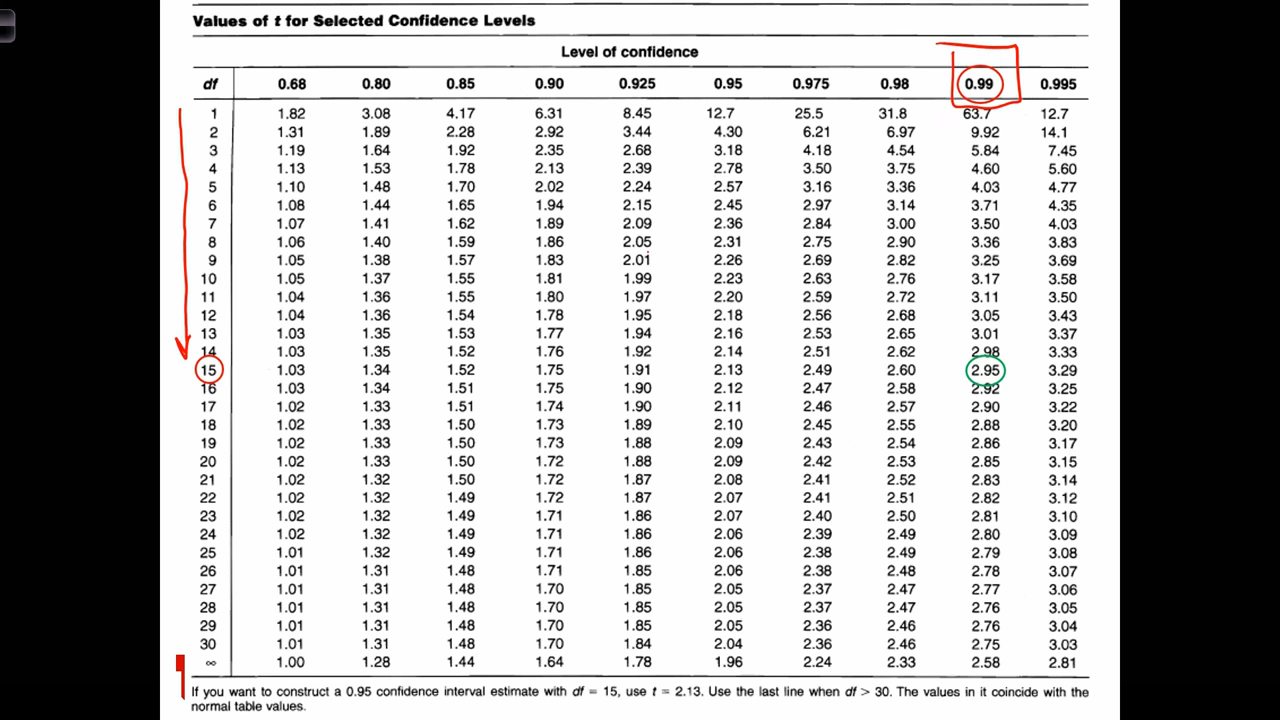 Values of t for Selected Confidence Levels
Level of confidence
df 0.68 0.80 0.85 0.90 0.925 0.95 0.975 0.98 0.99 0.995
1 1.82 3.08 4.17 6.31 8.45 12.7 25.5 31.8 63.7 12.7
2 1.31 1.89 2.28 2.92 3.44 4.30 6.21 6.97 9.92 14.1
3 1.19 1.64 1.92 2.35 2.68 3.18 4.18 4.54 5.84 7.45
4 1.13 1.53 1.78 2.13 2.39 2.78 3.50 3.75 4.60 5.60
5 1.10 1.48 1.70 2.02 2.24 2.57 3.16 3.36 4.03 4.77
6 1.08 1.44 1.65 1.94 2.15 2.45 2.97 3.14 3.71 4.35
7 1.07 1.41 1.62 1.89 2.09 2.36 2.84 3.00 3.50 4.03
8 1.06 1.40 1.59 1.86 2.05 2.31 2.75 2.90 3.36 3.83
9 1.05 1.38 1.57 1.83 2.01 2.26 2.69 2.82 3.25 3.69
10 1.05 1.37 1.55 1.81 1.99 2.23 2.63 2.76 3.17 3.58
11 1.04 1.36 1.55 1.80 1.97 2.20 2.59 2.72 3.11 3.50
12 1.04 1.36 1.54 1.78 1.95 2.18 2.56 2.68 3.05 3.43
13 1.03 1.35 1.53 1.77 1.94 2.16 2.53 2.65 3.01 3.37
14 1.03 1.35 1.52 1.76 1.92 2.14 2.51 2.62 2.98 3.33
15 1.03 1.34 1.52 1.75 1.91 2.13 2.49 2.60 2.95 3.29
16 1.03 1.34 1.51 1.75 1.90 2.12 2.47 2.58 2.92 3.25
17 1.02 1.33 1.51 1.74 1.90 2.11 2.46 2.57 2.90 3.22
18 1.02 1.33 1.50 1.73 1.89 2.10 2.45 2.55 2.88 3.20
19 1.02 1.33 1.50 1.73 1.88 2.09 2.43 2.54 2.86 3.17
20 1.02 1.33 1.50 1.72 1.88 2.09 2.42 2.53 2.85 3.15
21 1.02 1.32 1.50 1.72 1.87 2.08 2.41 2.52 2.83 3.14
22 1.02 1.32 1.49 1.72 1.87 2.07 2.41 2.51 2.82 3.12
23 1.02 1.32 1.49 1.71 1.86 2.07 2.40 2.50 2.81 3.10
24 1.02 1.32 1.49 1.71 1.86 2.06 2.39 2.49 2.80 3.09
25 1.01 1.32 1.49 1.71 1.86 2.06 2.38 2.49 2.79 3.08
26 1.01 1.31 1.48 1.71 1.85 2.06 2.38 2.48 2.78 3.07
27 1.01 1.31 1.48 1.70 1.85 2.05 2.37 2.47 2.77 3.06
28 1.01 1.31 1.48 1.70 1.85 2.05 2.37 2.47 2.76 3.05
29 1.01 1.31 1.48 1.70 1.85 2.05 2.36 2.46 2.76 3.04
30 1.01 1.31 1.48 1.70 1.84 2.04 2.36 2.46 2.75 3.03
∞ 1.00 1.28 1.44 1.64 1.78 1.96 2.24 2.33 2.58 2.81
If you want to construct a 0.95 confidence interval estimate with df = 15, use t = 2.13. Use the last line when df > 30. The values in it coincide with the
normal table values.